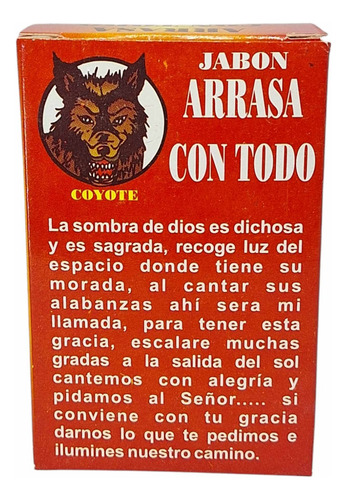 ARRASA
JABON
ARRASA
CON TODO
COYOTE
La sombra de dios es dichosa
y es sagrada, recoge luz del
espacio donde tiene su
morada, al cantar sus
alabanzas ahí sera mi
llamada, para tener esta
gracia, escalare muchas
gradas a la salida del sol
cantemos con alegría y
pidamos al Señor..... si
conviene con tu gracia
darnos lo que te pedimos e
ilumines nuestro camino.